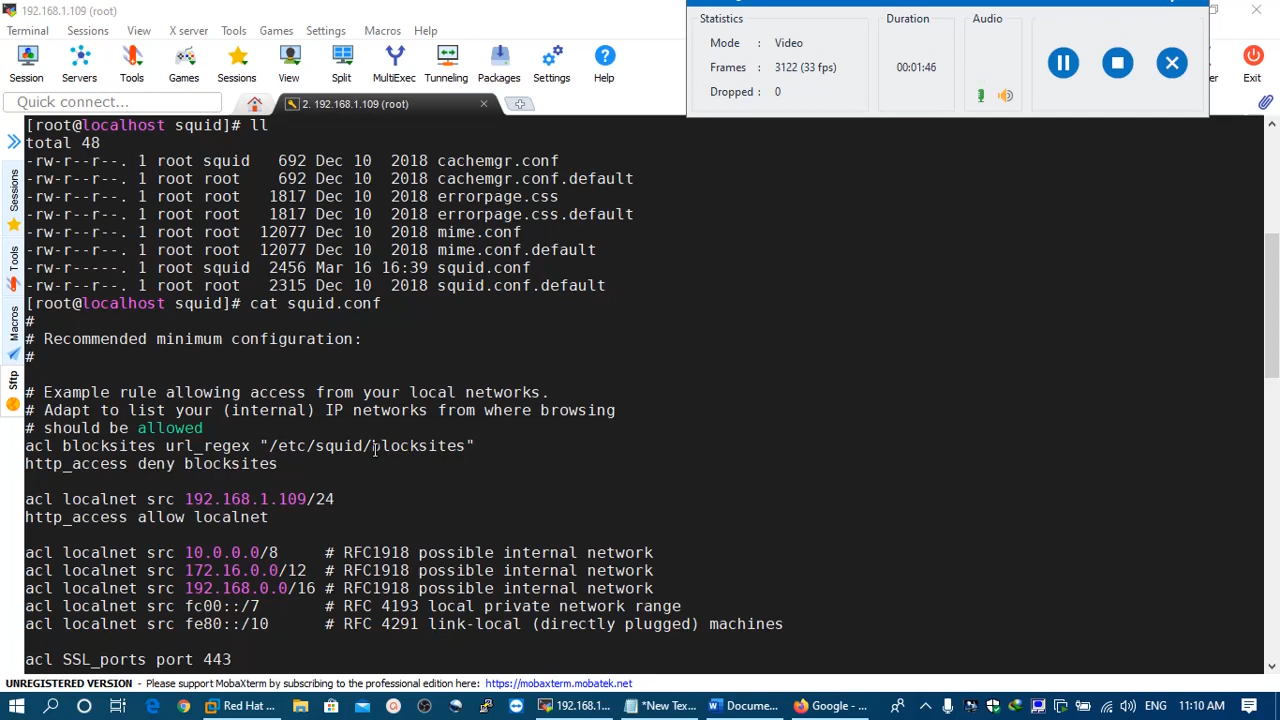 192.168.1.109 (root)
Terminal Sessions View X server Tools Games Settings Macros Help
Session Servers Tools Games Sessions View Split MultiExec Tunneling Packages Settings Help
Exit
Statistics
Mode : Video
Frames : 3122 (33 fps)
Dropped : 0
Duration
00:01:46
Audio
Quick connect...
2. 192.168.1.109 (root)
Sessions
Tools
Macros
Sftp
[root@localhost squid]# ll
total 48
-rw-r--r--. 1 root squid   692 Dec 10  2018 cachemgr.conf
-rw-r--r--. 1 root root    692 Dec 10  2018 cachemgr.conf.default
-rw-r--r--. 1 root root   1817 Dec 10  2018 errorpage.css
-rw-r--r--. 1 root root   1817 Dec 10  2018 errorpage.css.default
-rw-r--r--. 1 root root  12077 Dec 10  2018 mime.conf
-rw-r--r--. 1 root root  12077 Dec 10  2018 mime.conf.default
-rw-r-----. 1 root squid  2456 Mar 16 16:39 squid.conf
-rw-r--r--. 1 root root   2315 Dec 10  2018 squid.conf.default
[root@localhost squid]# cat squid.conf
#
# Recommended minimum configuration:
#
# Example rule allowing access from your local networks.
# Adapt to list your (internal) IP networks from where browsing
# should be allowed
acl blocksites url_regex "/etc/squid/blocksites"
http_access deny blocksites
acl localnet src 192.168.1.109/24
http_access allow localnet
acl localnet src 10.0.0.0/8     # RFC1918 possible internal network
acl localnet src 172.16.0.0/12  # RFC1918 possible internal network
acl localnet src 192.168.0.0/16 # RFC1918 possible internal network
acl localnet src fc00::/7       # RFC 4193 local private network range
acl localnet src fe80::/10      # RFC 4291 link-local (directly plugged) machines
acl SSL_ports port 443
UNREGISTERED VERSION - Please support MobaXterm by subscribing to the professional edition here: https://mobaxterm.mobatek.net
Red Hat ... 192.168.1... *New Tex... Docume... Google - ... ENG 11:10 AM